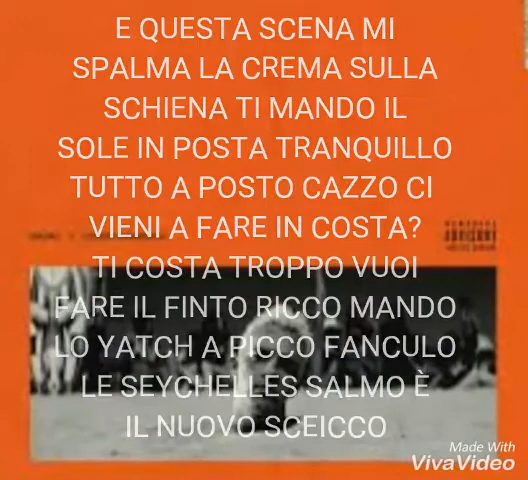 E QUESTA SCENA MI
SPALMA LA CREMA SULLA
SCHIENA TI MANDO IL
SOLE IN POSTA TRANQUILLO
TUTTO A POSTO CAZZO CI
VIENI A FARE IN COSTA?
TI COSTA TROPPO VUOI
FARE IL FINTO RICCO MANDO
LO YATCH A PICCO FANCULO
LE SEYCHELLES SALMO È
IL NUOVO SCEICCO
Made With
VivaVideo